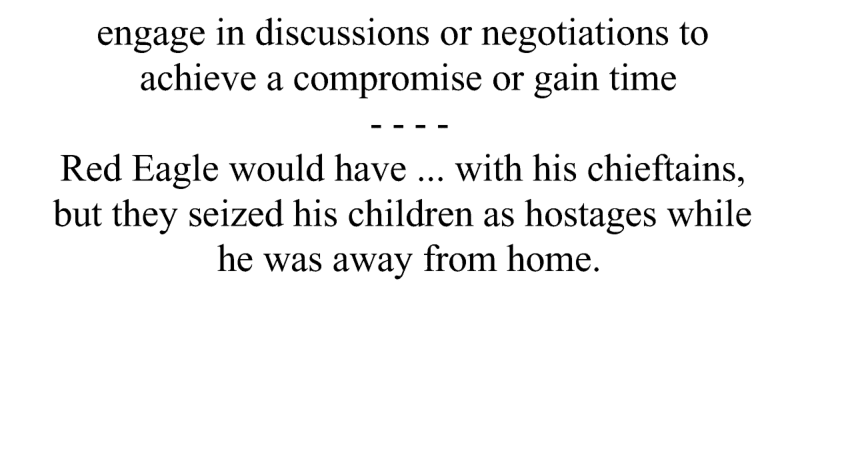 engage in discussions or negotiations to
achieve a compromise or gain time
- - - -
Red Eagle would have ... with his chieftains,
but they seized his children as hostages while
he was away from home.